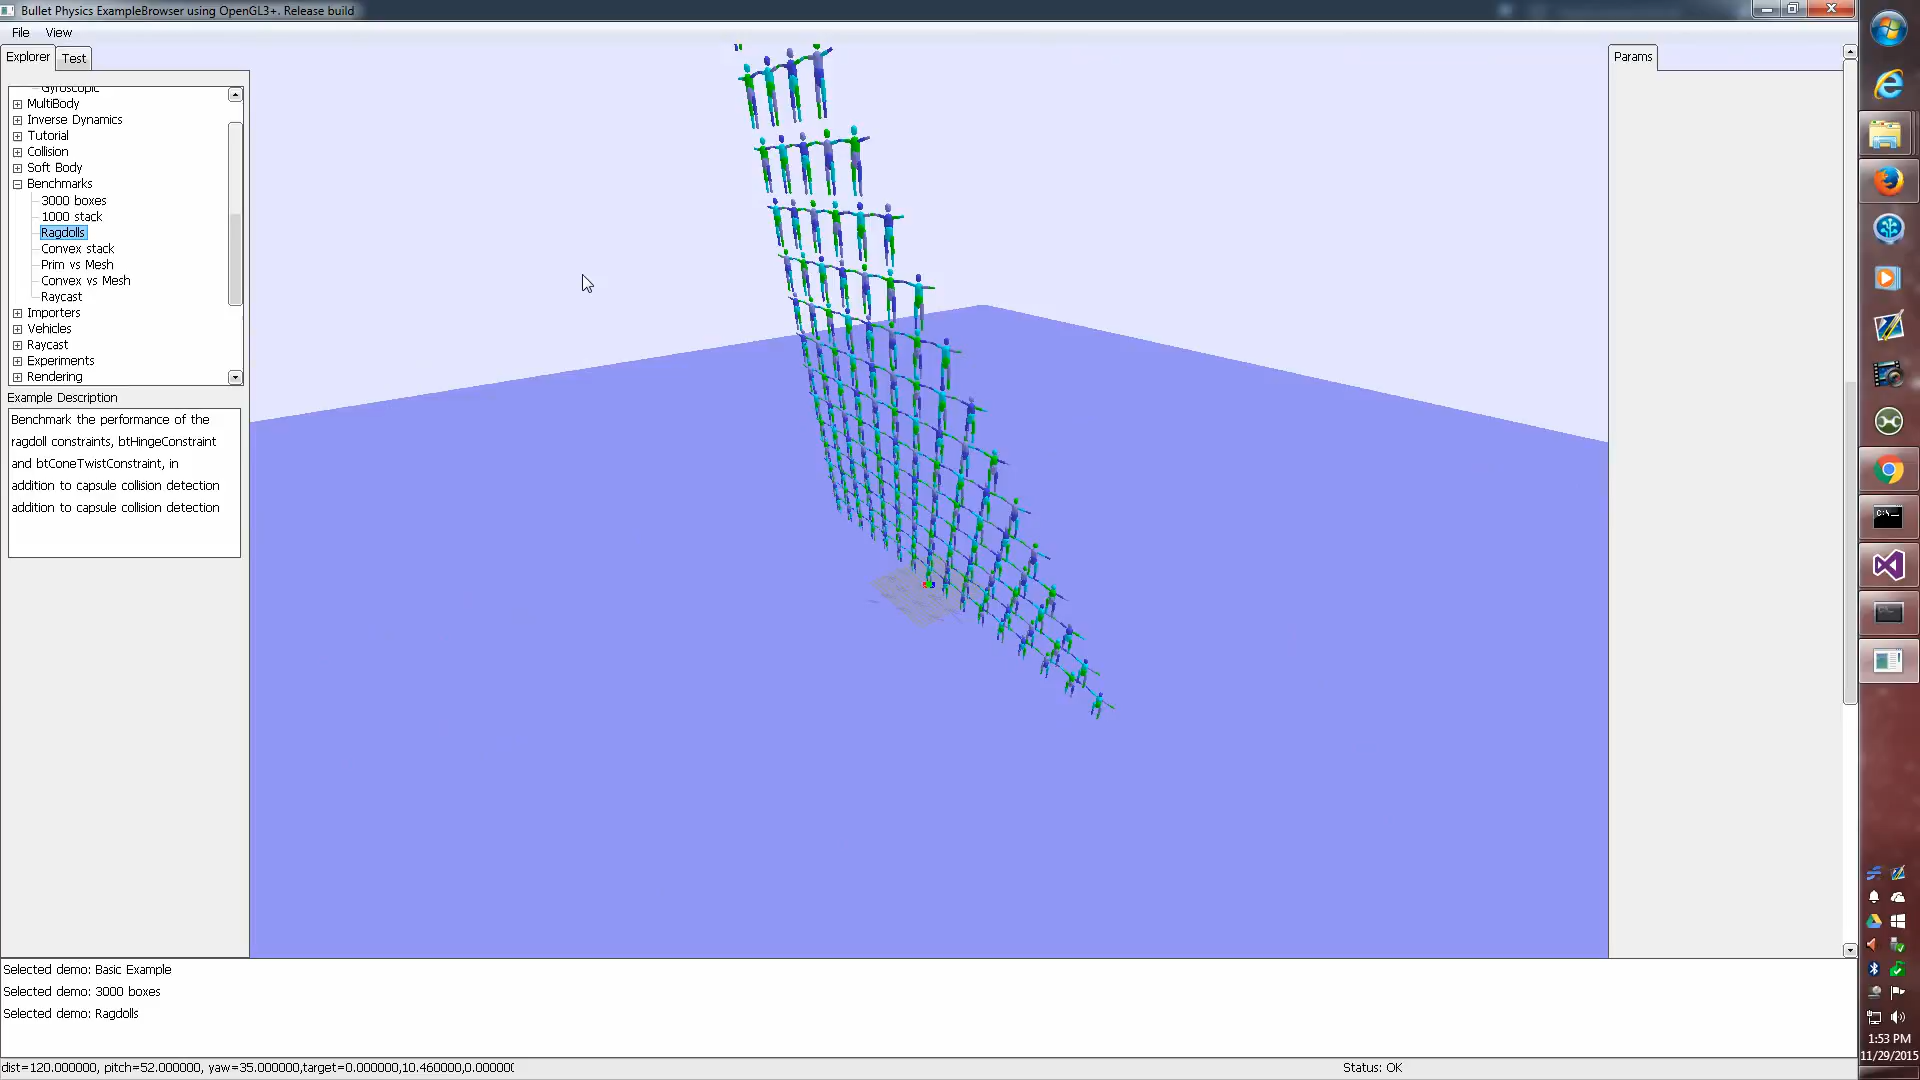 Bullet Physics ExampleBrowser using OpenGL3+. Release build
File View
Explorer Test
Gyroscopic
MultiBody
Inverse Dynamics
Tutorial
Collision
Soft Body
Benchmarks
3000 boxes
1000 stack
Ragdolls
Convex stack
Prim vs Mesh
Convex vs Mesh
Raycast
Importers
Vehicles
Raycast
Experiments
Rendering
Example Description
Benchmark the performance of the
ragdoll constraints, btHingeConstraint
and btConeTwistConstraint, in
addition to capsule collision detection
addition to capsule collision detection
Params
Selected demo: Basic Example
Selected demo: 3000 boxes
Selected demo: Ragdolls
dist=120.000000, pitch=52.000000, yaw=35.000000,target=0.000000,10.460000,0.000000
Status: OK
C:\
1:53 PM
11/29/2015